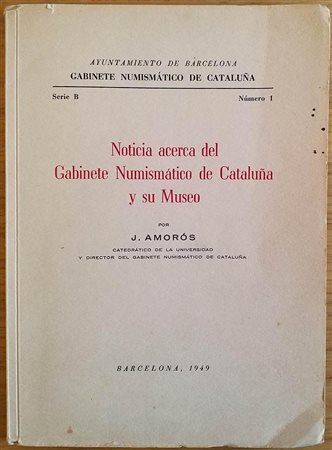 AYUNTAMIENTO DE BARCELONA
GABINETE NUMISMÁTICO DE CATALUÑA
Serie B Número 1
Noticia acerca del
Gabinete Numismático de Cataluña
y su Museo
POR
J. AMORÓS
CATEDRÁTICO DE LA UNIVERSIDAD
Y DIRECTOR DEL GABINETE NUMISMÁTICO DE CATALUÑA
BARCELONA, 1949